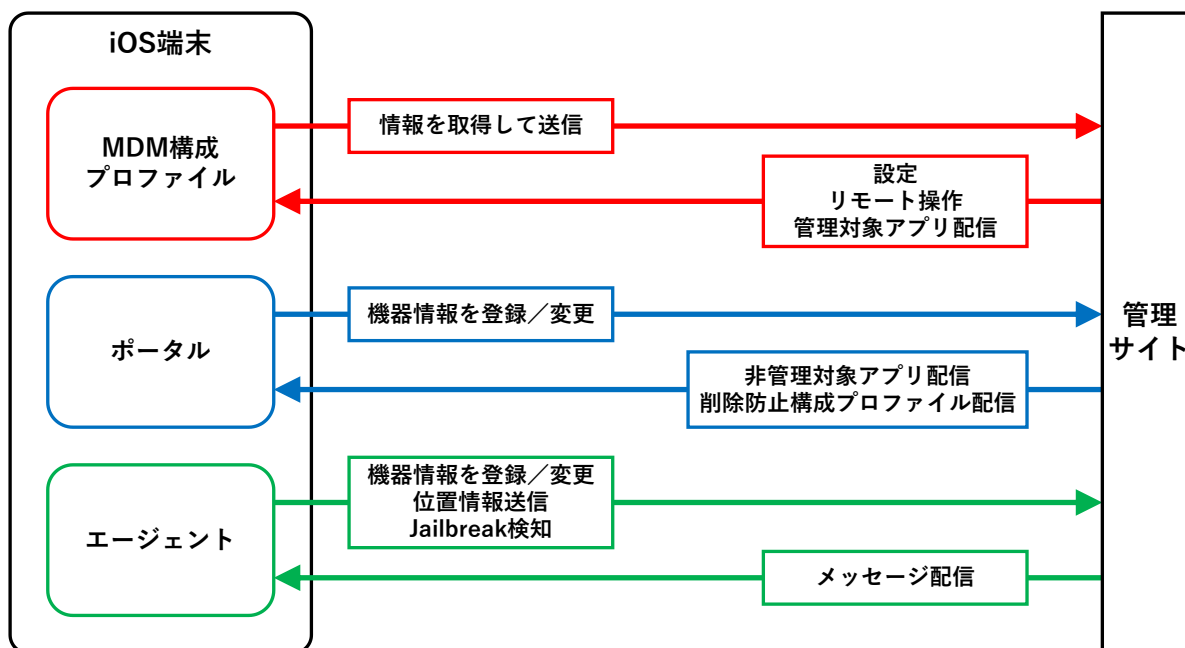 iOS端末
MDM構成
プロファイル
情報を取得して送信
設定
リモート操作
管理対象アプリ配信
ポータル
機器情報を登録／変更
非管理対象アプリ配信
削除防止構成プロファイル配信
エージェント
機器情報を登録／変更
位置情報送信
Jailbreak検知
メッセージ配信
管理
サイト